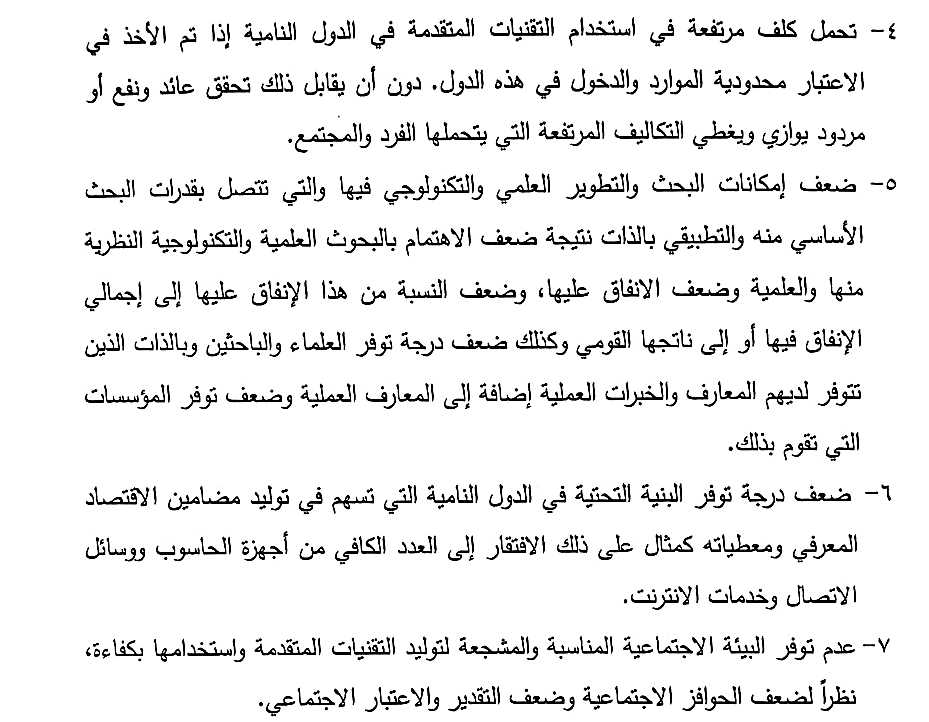 ٤- تحمل كلف مرتفعة في استخدام التقنيات المتقدمة في الدول النامية إذا تم الأخذ في
الاعتبار محدودية الموارد والدخول في هذه الدول. دون أن يقابل ذلك تحقق عائد ونفع أو
مردود يوازي ويغطي التكاليف المرتفعة التي يتحملها الفرد والمجتمع.
٥- ضعف إمكانات البحث والتطوير العلمي والتكنولوجي فيها والتي تتصل بقدرات البحث
الأساسي منه والتطبيقي بالذات نتيجة ضعف الاهتمام بالبحوث العلمية والتكنولوجية النظرية
منها والعلمية وضعف الانفاق عليها، وضعف النسبة من هذا الإنفاق عليها إلى إجمالي
الإنفاق فيها أو إلى ناتجها القومي وكذلك ضعف درجة توفر العلماء والباحثين وبالذات الذين
تتوفر لديهم المعارف والخبرات العملية إضافة إلى المعارف العملية وضعف توفر المؤسسات
التي تقوم بذلك.
٦- ضعف درجة توفر البنية التحتية في الدول النامية التي تسهم في توليد مضامين الاقتصاد
المعرفي ومعطياته كمثال على ذلك الافتقار إلى العدد الكافي من أجهزة الحاسوب ووسائل
الاتصال وخدمات الانترنت.
٧- عدم توفر البيئة الاجتماعية المناسبة والمشجعة لتوليد التقنيات المتقدمة واستخدامها بكفاءة،
نظراً لضعف الحوافز الاجتماعية وضعف التقدير والاعتبار الاجتماعي.